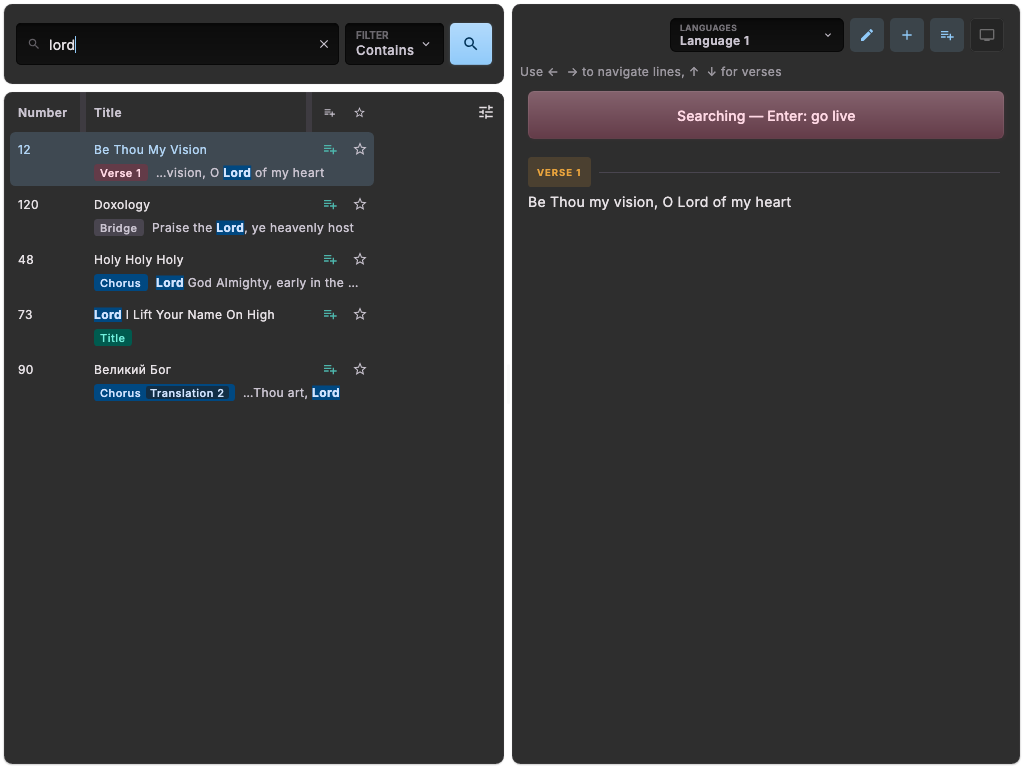 lord
FILTER
Contains
Number Title
12 Be Thou My Vision
Verse 1 ...vision, O Lord of my heart
120 Doxology
Bridge Praise the Lord, ye heavenly host
48 Holy Holy Holy
Chorus Lord God Almighty, early in the ...
73 Lord I Lift Your Name On High
Title
90 Великий Бог
Chorus Translation 2 ...Thou art, Lord
LANGUAGES
Language 1
Use ← → to navigate lines, ↑ ↓ for verses
Searching — Enter: go live
VERSE 1
Be Thou my vision, O Lord of my heart